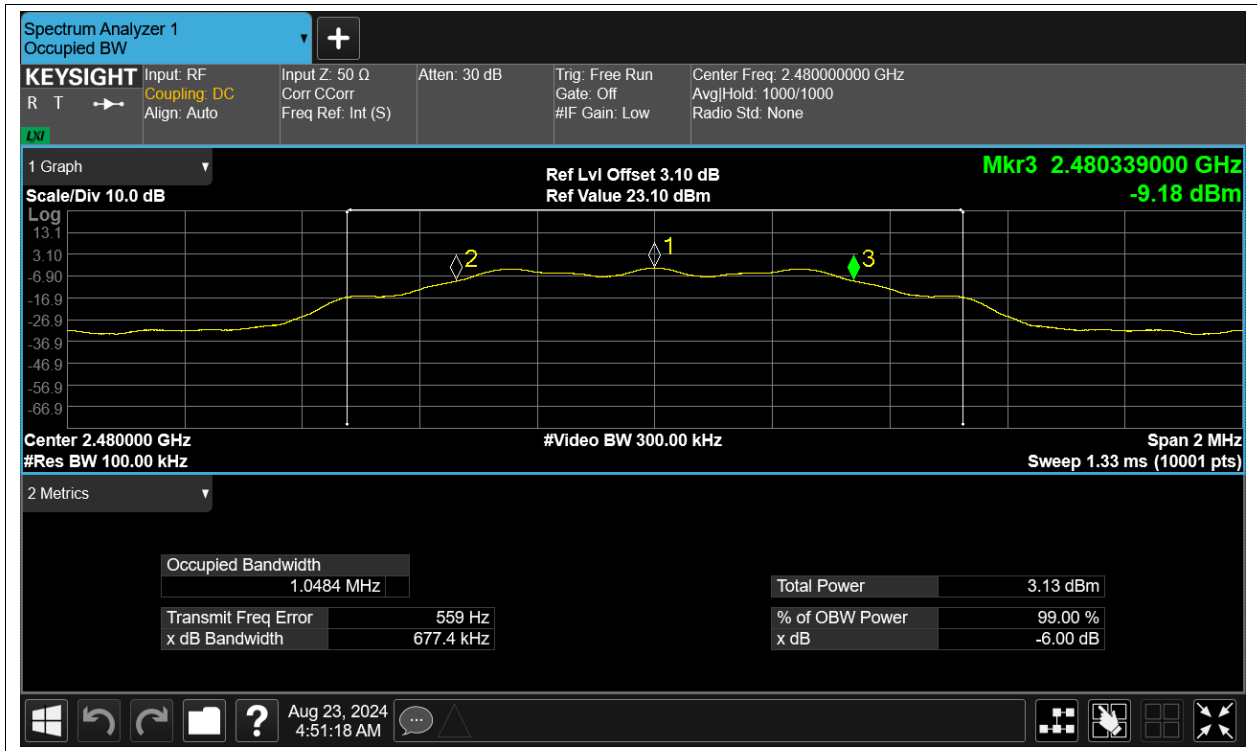 Spectrum Analyzer 1
Occupied BW
KEYSIGHT
R T
LXI
Input: RF
Coupling: DC
Align: Auto
Input Z: 50 Ω
Corr CCorr
Freq Ref: Int (S)
Atten: 30 dB
Trig: Free Run
Gate: Off
#IF Gain: Low
Center Freq: 2.480000000 GHz
Avg|Hold: 1000/1000
Radio Std: None
1 Graph
Scale/Div 10.0 dB
Ref Lvl Offset 3.10 dB
Ref Value 23.10 dBm
Mkr3 2.480339000 GHz
-9.18 dBm
Log
13.1
3.10
-6.90
-16.9
-26.9
-36.9
-46.9
-56.9
-66.9
2
1
3
Center 2.480000 GHz
#Res BW 100.00 kHz
#Video BW 300.00 kHz
Span 2 MHz
Sweep 1.33 ms (10001 pts)
2 Metrics
Occupied Bandwidth
1.0484 MHz
Transmit Freq Error 559 Hz
x dB Bandwidth 677.4 kHz
Total Power 3.13 dBm
% of OBW Power 99.00 %
x dB -6.00 dB
?
Aug 23, 2024
4:51:18 AM